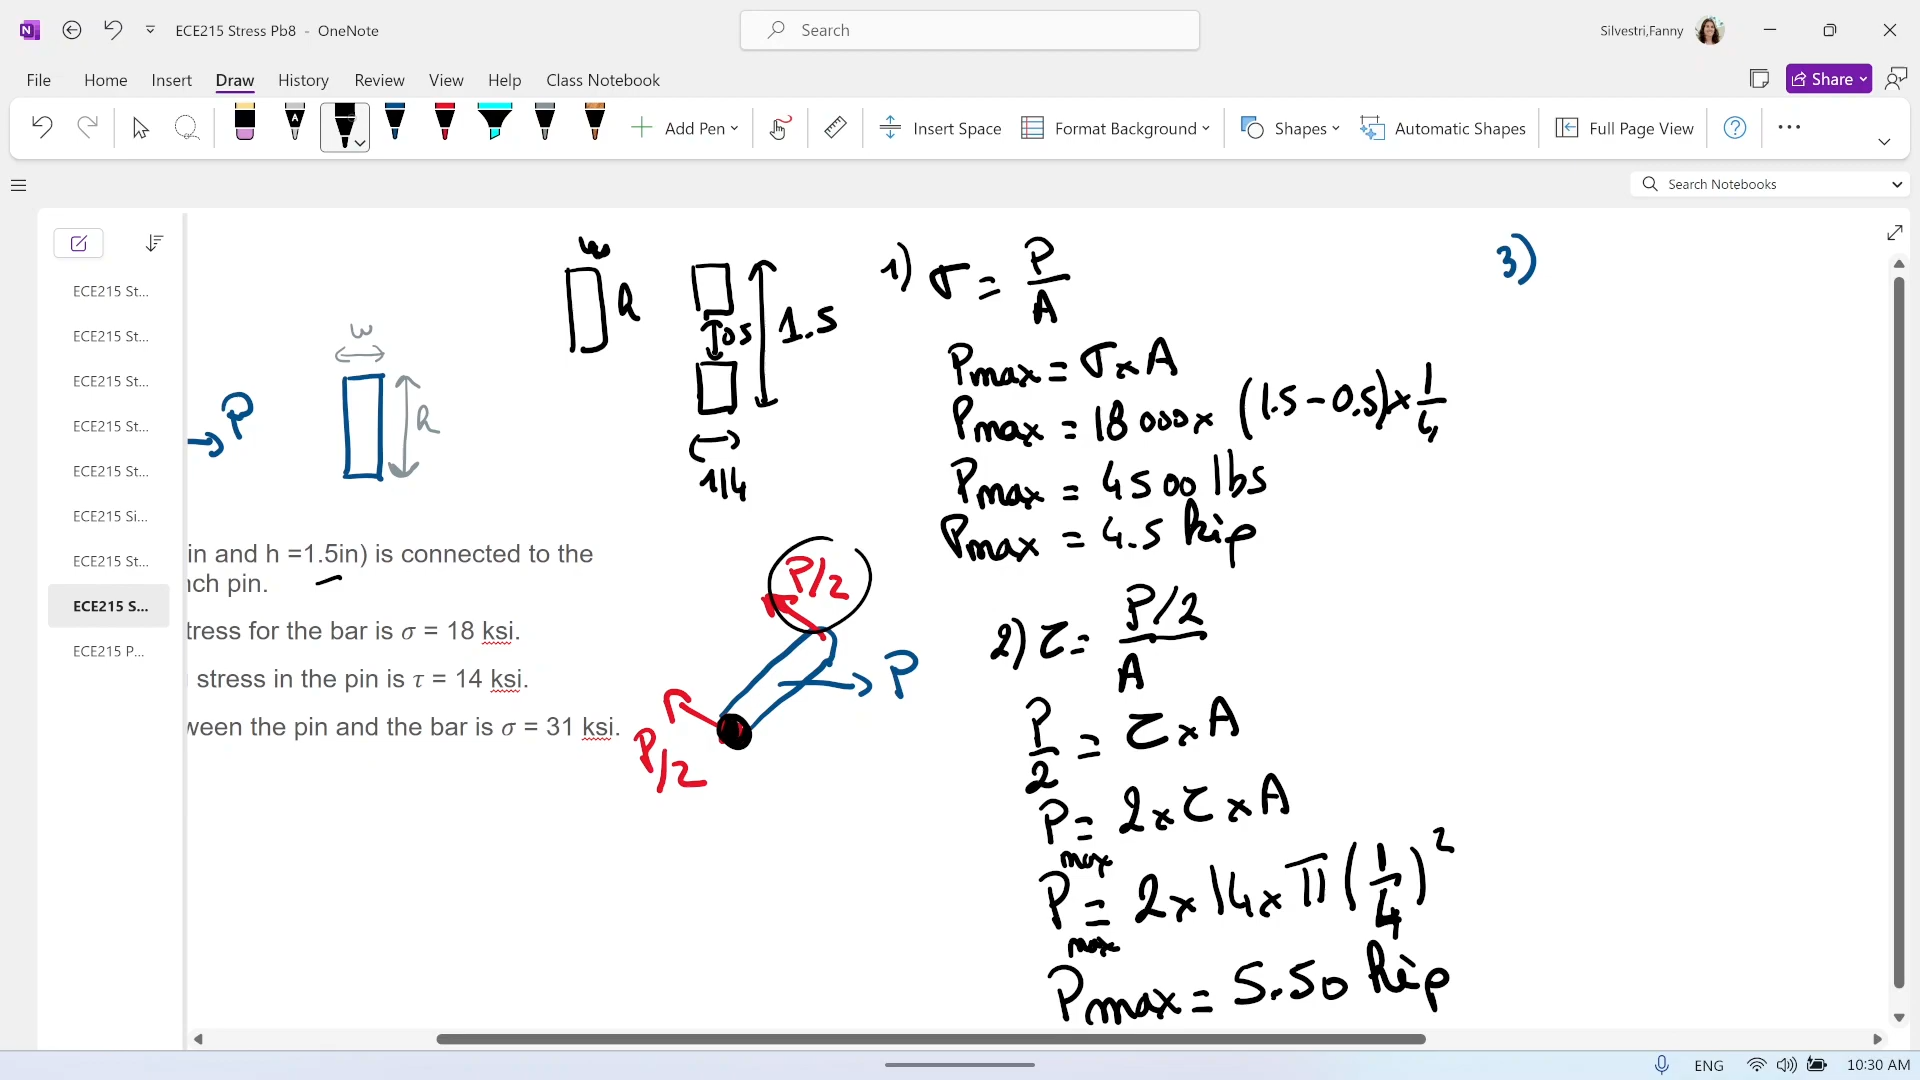 ECE215 Stress Pb8 - OneNote
Search
Silvestri,Fanny
File Home Insert Draw History Review View Help Class Notebook
Share
Add Pen
Insert Space
Format Background
Shapes
Automatic Shapes
Full Page View
Search Notebooks
ECE215 St...
ECE215 St...
ECE215 St...
ECE215 St...
ECE215 St...
ECE215 Si...
ECE215 St...
ECE215 S...
ECE215 P...
P
w
h
in and h =1.5in) is connected to the
nch pin.
tress for the bar is σ = 18 ksi.
stress in the pin is τ = 14 ksi.
ween the pin and the bar is σ = 31 ksi.
w
h
0.5
1.5
1/4
P/2
P
P/2
1) σ = P/A
Pmax = σ x A
Pmax = 18 000 x (1.5 - 0.5) x 1/4
Pmax = 4500 lbs
Pmax = 4.5 kip
2) τ = P/2 / A
P/2 = τ x A
Pmax = 2 x τ x A
Pmax = 2 x 14 x π (1/4)²
Pmax = 5.50 kip
3)
ENG
10:30 AM